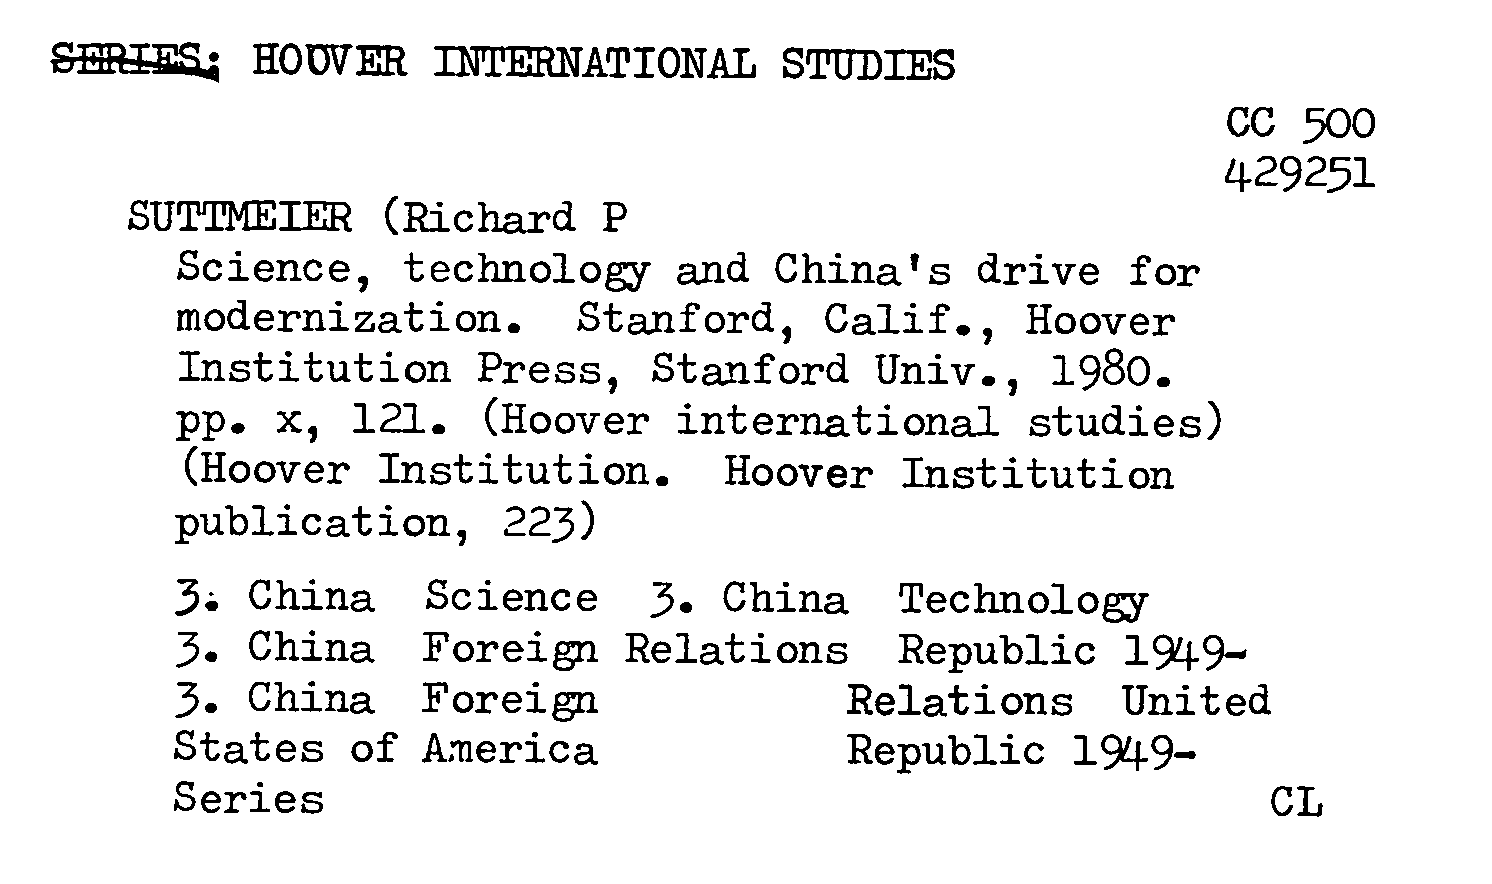 SERIES: HOOVER INTERNATIONAL STUDIES
CC 500
429251
SUTTMEIER (Richard P
Science, technology and China's drive for
modernization. Stanford, Calif., Hoover
Institution Press, Stanford Univ., 1980.
pp. x, 121. (Hoover international studies)
(Hoover Institution. Hoover Institution
publication, 223)
3. China Science 3. China Technology
3. China Foreign Relations Republic 1949-
3. China Foreign Relations United
States of America Republic 1949-
Series CL